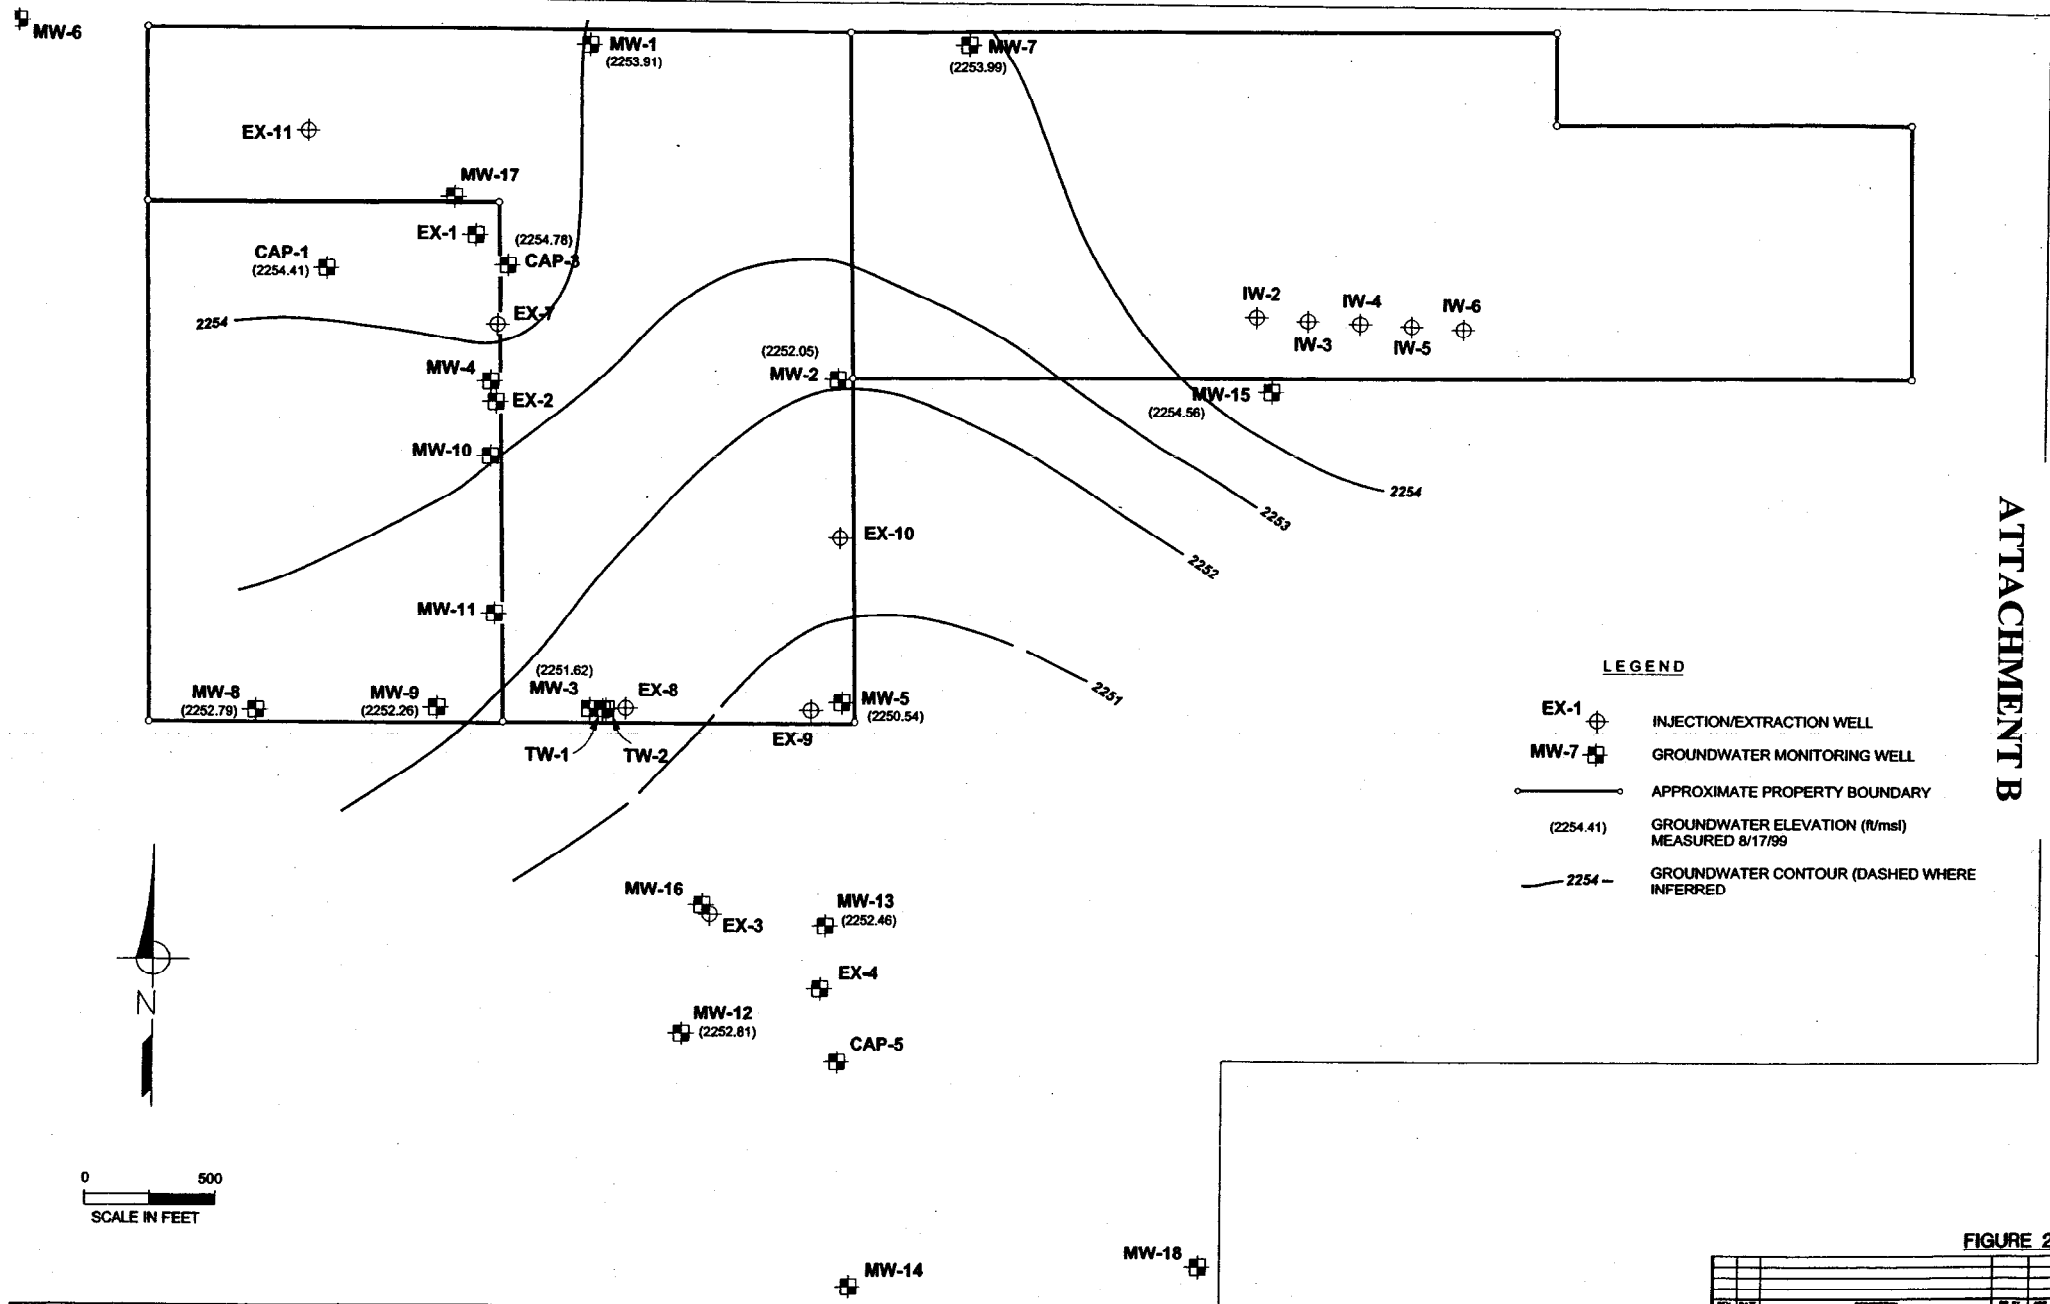 MW-6
MW-1
(2253.91)
MW-7
(2253.99)
EX-11
MW-17
EX-1
(2254.78)
CAP-3
CAP-1
(2254.41)
2254
EX-7
MW-4
EX-2
(2252.05)
MW-2
IW-2
IW-3
IW-4
IW-5
IW-6
MW-15
(2254.56)
MW-10
2254
2253
2252
EX-10
MW-11
2251
(2251.62)
MW-3
EX-8
MW-8
(2252.79)
MW-9
(2252.26)
MW-5
(2250.54)
EX-9
TW-1
TW-2
MW-16
EX-3
MW-13
(2252.46)
EX-4
MW-12
(2252.81)
CAP-5
MW-14
MW-18
N
0 500
SCALE IN FEET
ATTACHMENT B
LEGEND
EX-1 INJECTION/EXTRACTION WELL
MW-7 GROUNDWATER MONITORING WELL
APPROXIMATE PROPERTY BOUNDARY
(2254.41) GROUNDWATER ELEVATION (ft/msl)
MEASURED 8/17/99
2254 GROUNDWATER CONTOUR (DASHED WHERE
INFERRED
FIGURE 2